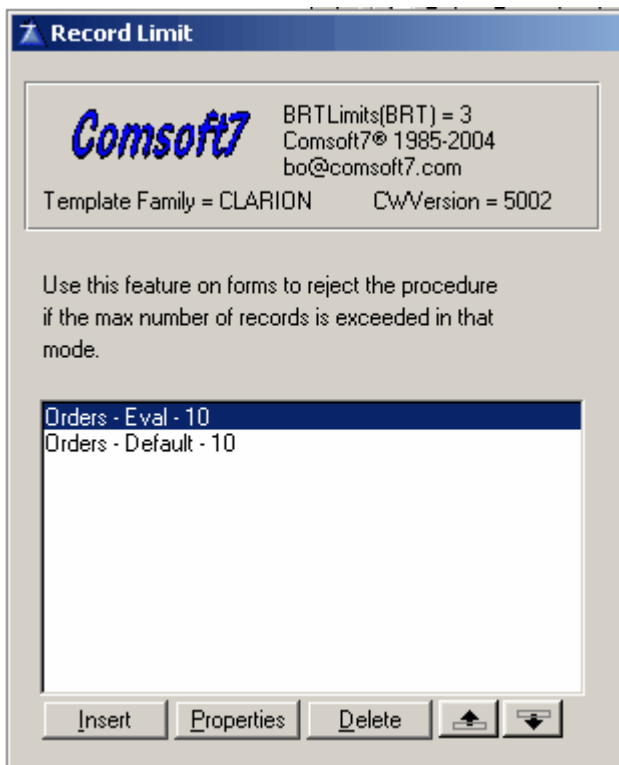 Record Limit
Comsoft7
BRTLimits(BRT) = 3
Comsoft7® 1985-2004
bo@comsoft7.com
Template Family = CLARION CWVersion = 5002
Use this feature on forms to reject the procedure
if the max number of records is exceeded in that
mode.
Orders - Eval - 10
Orders - Default - 10
Insert Properties Delete